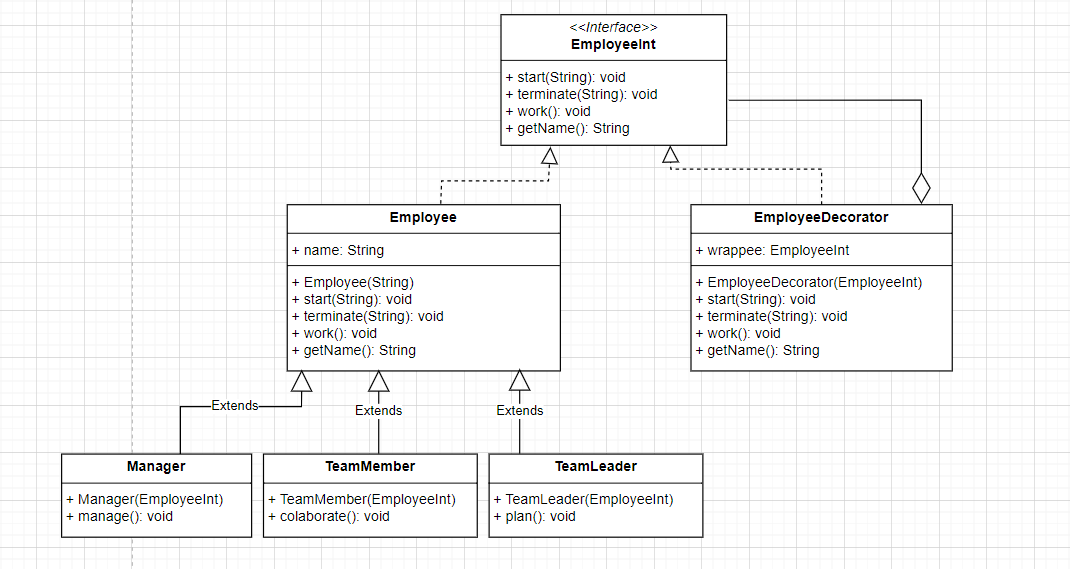 <<Interface>>
EmployeeInt
+ start(String): void
+ terminate(String): void
+ work(): void
+ getName(): String
Employee
+ name: String
+ Employee(String)
+ start(String): void
+ terminate(String): void
+ work(): void
+ getName(): String
EmployeeDecorator
+ wrappee: EmployeeInt
+ EmployeeDecorator(EmployeeInt)
+ start(String): void
+ terminate(String): void
+ work(): void
+ getName(): String
Extends
Extends
Extends
Manager
+ Manager(EmployeeInt)
+ manage(): void
TeamMember
+ TeamMember(EmployeeInt)
+ colaborate(): void
TeamLeader
+ TeamLeader(EmployeeInt)
+ plan(): void